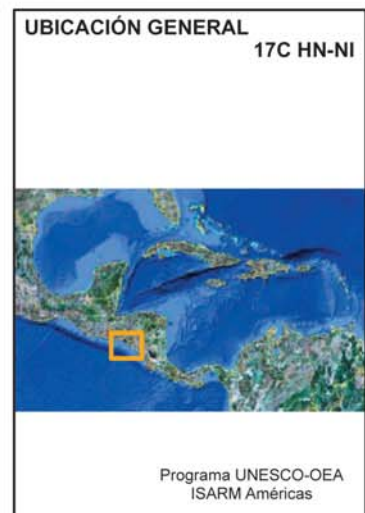 UBICACIÓN GENERAL
17C HN-NI
Programa UNESCO-OEA
ISARM Américas